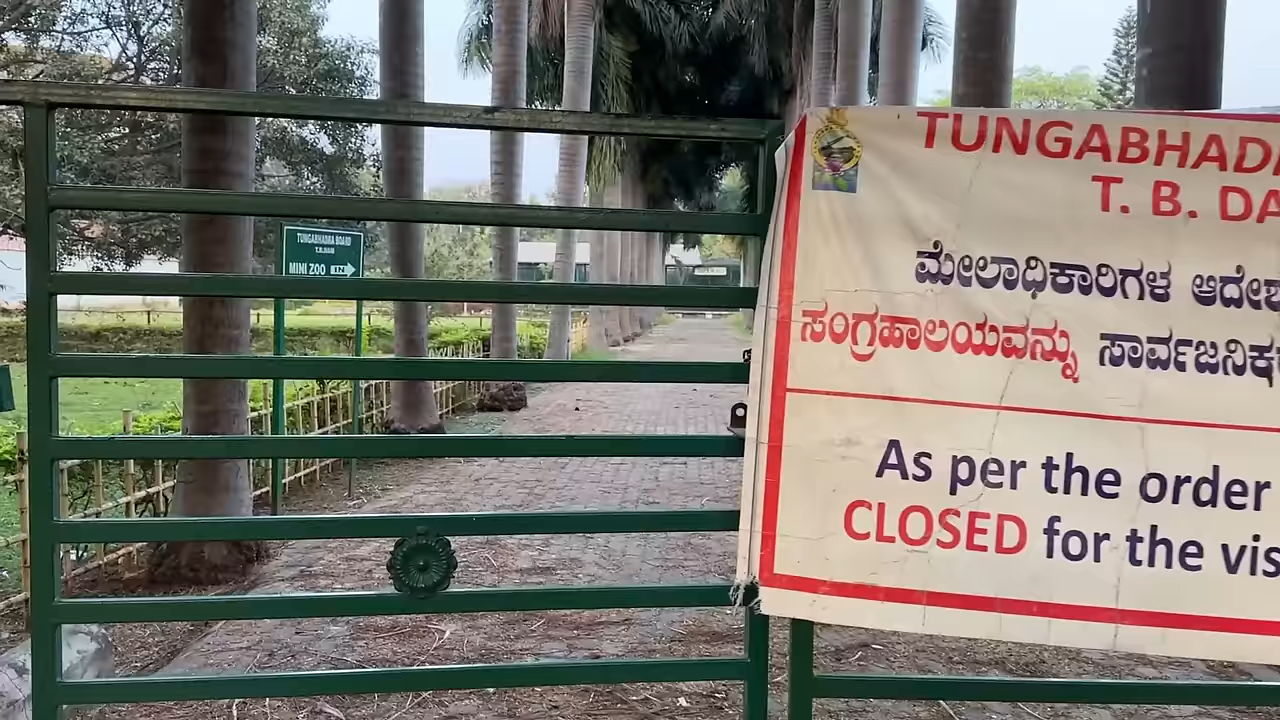 TUNGABHADRA BOARD
T.B.DAM
MINI ZOO
TUNGABHAD
T. B. DA
ಮೇಲಾಧಿಕಾರಿಗಳ ಆದೇಶ
ಸಂಗ್ರಹಾಲಯವನ್ನು ಸಾರ್ವಜನಿಕ
As per the order
CLOSED for the vis